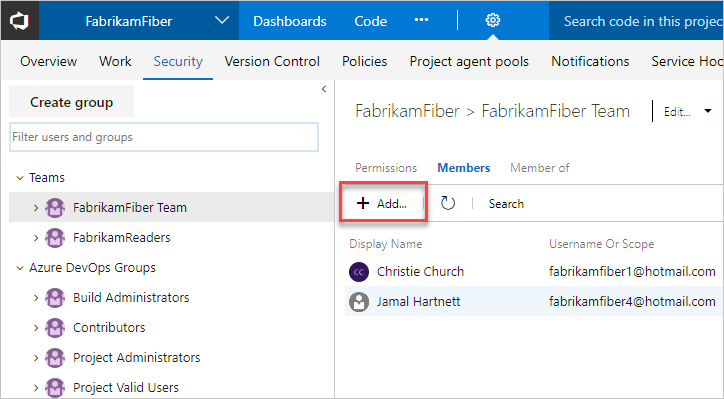 FabrikamFiber Dashboards Code ••• Search code in this projec
Overview Work Security Version Control Policies Project agent pools Notifications Service Hoo
Create group
Filter users and groups
Teams
FabrikamFiber Team
FabrikamReaders
Azure DevOps Groups
Build Administrators
Contributors
Project Administrators
Project Valid Users
FabrikamFiber > FabrikamFiber Team Edit...
Permissions Members Member of
+ Add... Search
Display Name Username Or Scope
CC Christie Church fabrikamfiber1@hotmail.com
Jamal Hartnett fabrikamfiber4@hotmail.com